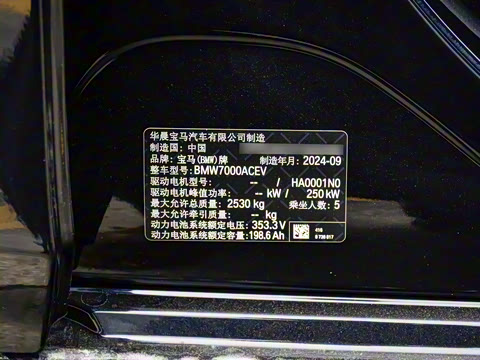 华晨宝马汽车有限公司制造
制造国: 中国
品牌: 宝马(BMW)牌 制造年月: 2024-09
整车型号: BMW7000ACEV
驱动电机型号: -- / HA0001N0
驱动电机峰值功率: -- kW / 250 kW
最大允许总质量: 2530 kg 乘坐人数: 5
最大允许牵引质量: -- kg
动力电池系统额定电压: 353.3 V
动力电池系统额定容量: 198.6 Ah